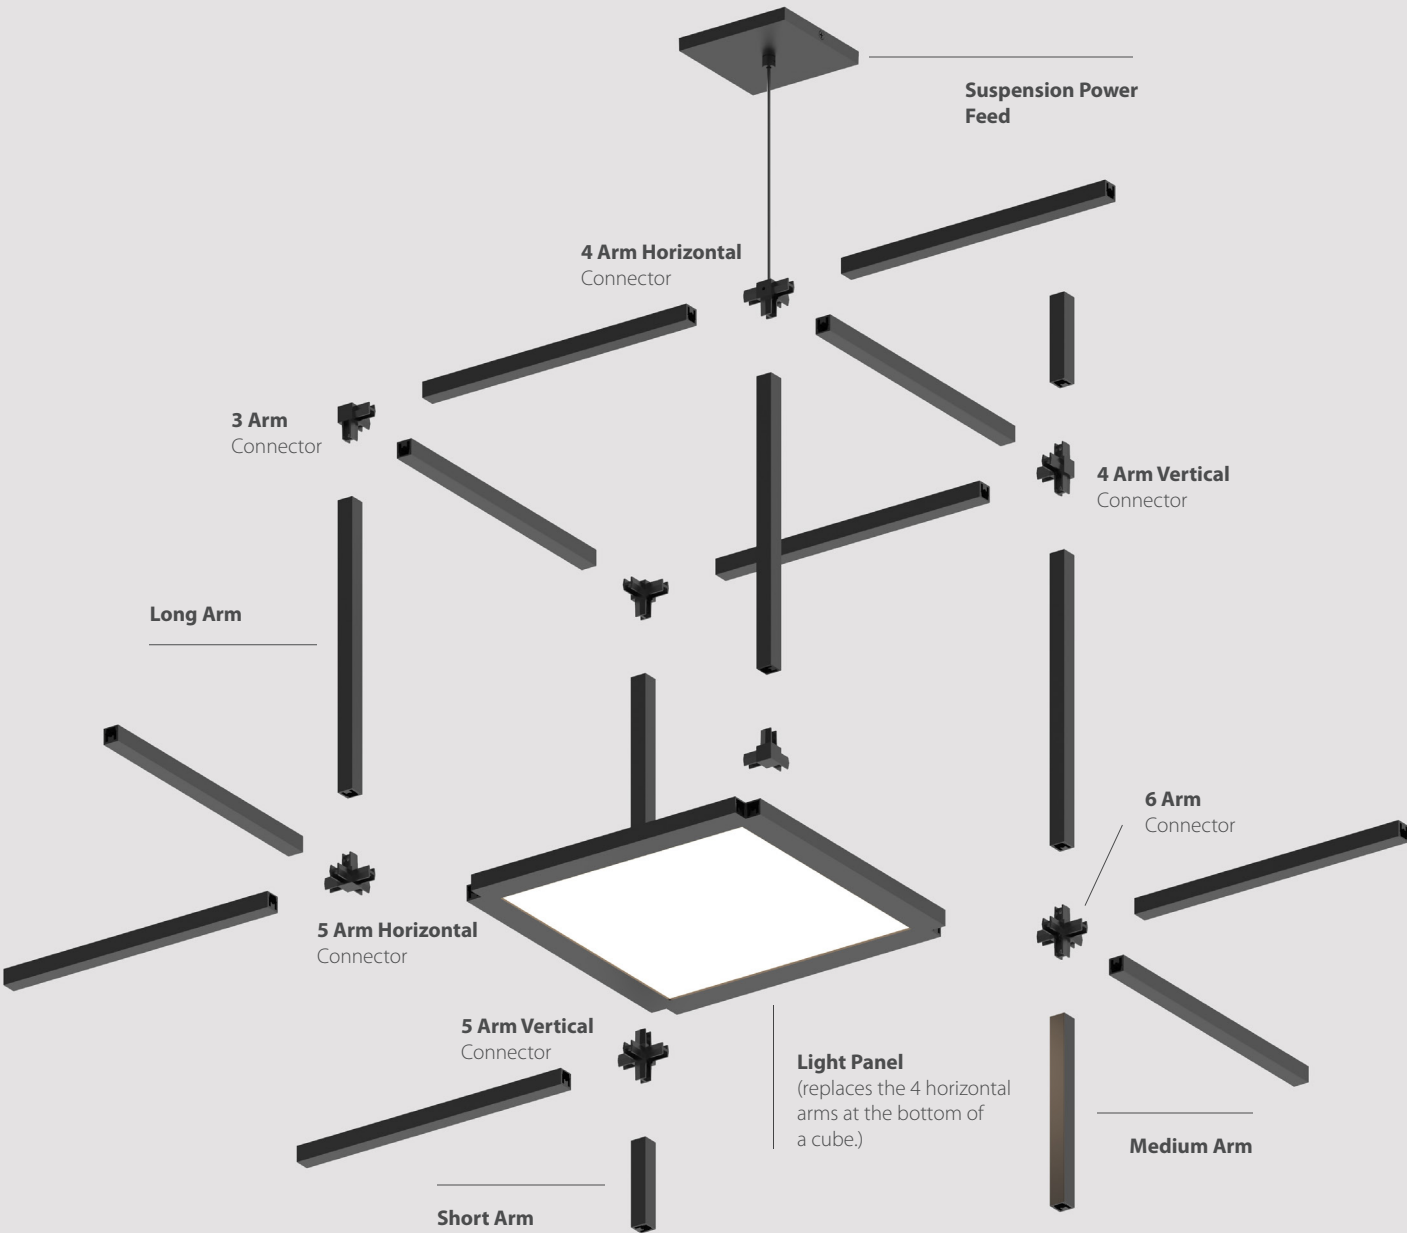 Suspension Power
Feed
4 Arm Horizontal
Connector
3 Arm
Connector
4 Arm Vertical
Connector
Long Arm
6 Arm
Connector
5 Arm Horizontal
Connector
5 Arm Vertical
Connector
Light Panel
(replaces the 4 horizontal
arms at the bottom of
a cube.)
Medium Arm
Short Arm